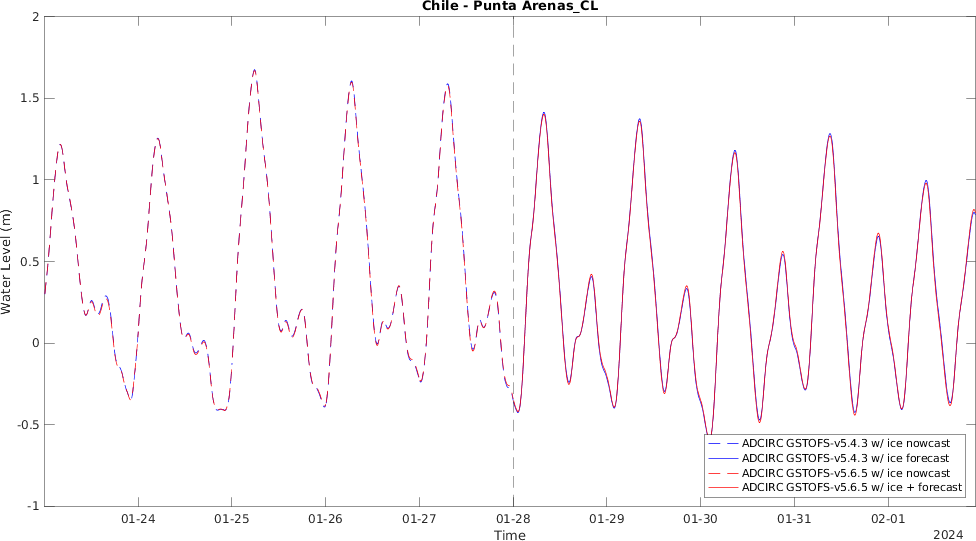 Chile - Punta Arenas_CL
2
1.5
1
0.5
0
-0.5
-1
Water Level (m)
01-24
01-25
01-26
01-27
01-28
01-29
01-30
01-31
02-01
Time
2024
ADCIRC GSTOFS-v5.4.3 w/ ice nowcast
ADCIRC GSTOFS-v5.4.3 w/ ice forecast
ADCIRC GSTOFS-v5.6.5 w/ ice nowcast
ADCIRC GSTOFS-v5.6.5 w/ ice + forecast